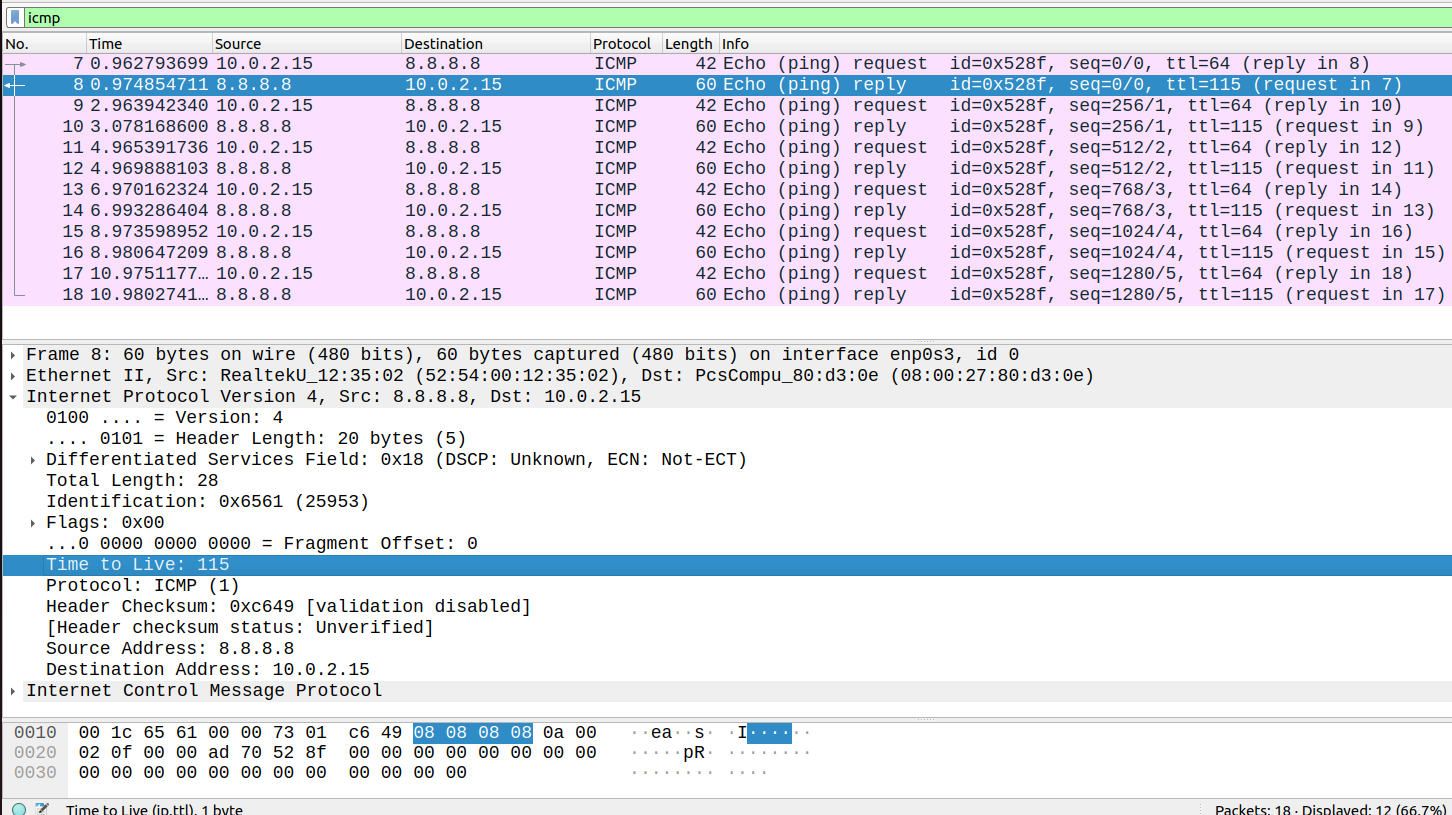 icmp
No. Time Source Destination Protocol Length Info
7 0.962793699 10.0.2.15 8.8.8.8 ICMP 42 Echo (ping) request id=0x528f, seq=0/0, ttl=64 (reply in 8)
8 0.974854711 8.8.8.8 10.0.2.15 ICMP 60 Echo (ping) reply id=0x528f, seq=0/0, ttl=115 (request in 7)
9 2.963942340 10.0.2.15 8.8.8.8 ICMP 42 Echo (ping) request id=0x528f, seq=256/1, ttl=64 (reply in 10)
10 3.078168600 8.8.8.8 10.0.2.15 ICMP 60 Echo (ping) reply id=0x528f, seq=256/1, ttl=115 (request in 9)
11 4.965391736 10.0.2.15 8.8.8.8 ICMP 42 Echo (ping) request id=0x528f, seq=512/2, ttl=64 (reply in 12)
12 4.969888103 8.8.8.8 10.0.2.15 ICMP 60 Echo (ping) reply id=0x528f, seq=512/2, ttl=115 (request in 11)
13 6.970162324 10.0.2.15 8.8.8.8 ICMP 42 Echo (ping) request id=0x528f, seq=768/3, ttl=64 (reply in 14)
14 6.993286404 8.8.8.8 10.0.2.15 ICMP 60 Echo (ping) reply id=0x528f, seq=768/3, ttl=115 (request in 13)
15 8.973598952 10.0.2.15 8.8.8.8 ICMP 42 Echo (ping) request id=0x528f, seq=1024/4, ttl=64 (reply in 16)
16 8.980647209 8.8.8.8 10.0.2.15 ICMP 60 Echo (ping) reply id=0x528f, seq=1024/4, ttl=115 (request in 15)
17 10.9751177… 10.0.2.15 8.8.8.8 ICMP 42 Echo (ping) request id=0x528f, seq=1280/5, ttl=64 (reply in 18)
18 10.9802741… 8.8.8.8 10.0.2.15 ICMP 60 Echo (ping) reply id=0x528f, seq=1280/5, ttl=115 (request in 17)
Frame 8: 60 bytes on wire (480 bits), 60 bytes captured (480 bits) on interface enp0s3, id 0
Ethernet II, Src: RealtekU_12:35:02 (52:54:00:12:35:02), Dst: PcsCompu_80:d3:0e (08:00:27:80:d3:0e)
Internet Protocol Version 4, Src: 8.8.8.8, Dst: 10.0.2.15
0100 .... = Version: 4
.... 0101 = Header Length: 20 bytes (5)
Differentiated Services Field: 0x18 (DSCP: Unknown, ECN: Not-ECT)
Total Length: 28
Identification: 0x6561 (25953)
Flags: 0x00
...0 0000 0000 0000 = Fragment Offset: 0
Time to Live: 115
Protocol: ICMP (1)
Header Checksum: 0xc649 [validation disabled]
[Header checksum status: Unverified]
Source Address: 8.8.8.8
Destination Address: 10.0.2.15
Internet Control Message Protocol
0010 00 1c 65 61 00 00 73 01 c6 49 08 08 08 08 0a 00 ··ea··s· ·I······
0020 02 0f 00 00 ad 70 52 8f 00 00 00 00 00 00 00 00 ·····pR· ········
0030 00 00 00 00 00 00 00 00 00 00 00 00 ········ ····
Time to Live (ip.ttl), 1 byte Packets: 18 · Displayed: 12 (66.7%)